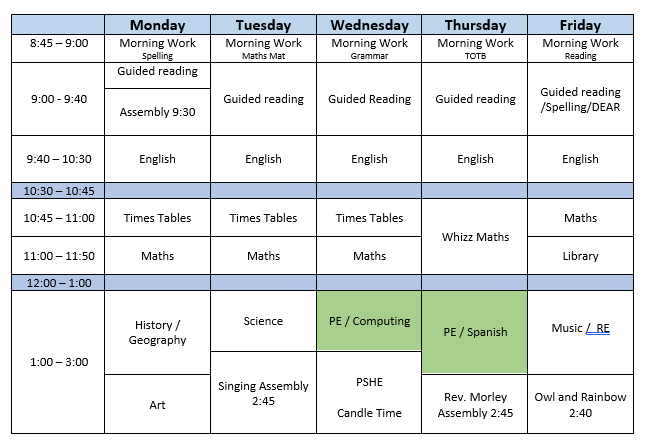 Monday Tuesday Wednesday Thursday Friday
8:45 – 9:00 Morning Work Morning Work Morning Work Morning Work Morning Work
Spelling Maths Mat Grammar TOTB Reading
Guided reading
9:00 - 9:40 Guided reading Guided Reading Guided reading Guided reading
/Spelling/DEAR
Assembly 9:30
9:40 – 10:30 English English English English English
10:30 – 10:45
10:45 – 11:00 Times Tables Times Tables Times Tables Maths
Whizz Maths
11:00 – 11:50 Maths Maths Maths Library
12:00 – 1:00
1:00 – 3:00
History /
Geography
Science
PE / Computing
PE / Spanish
Music / RE
Art
Singing Assembly
2:45
PSHE
Candle Time
Rev. Morley
Assembly 2:45
Owl and Rainbow
2:40